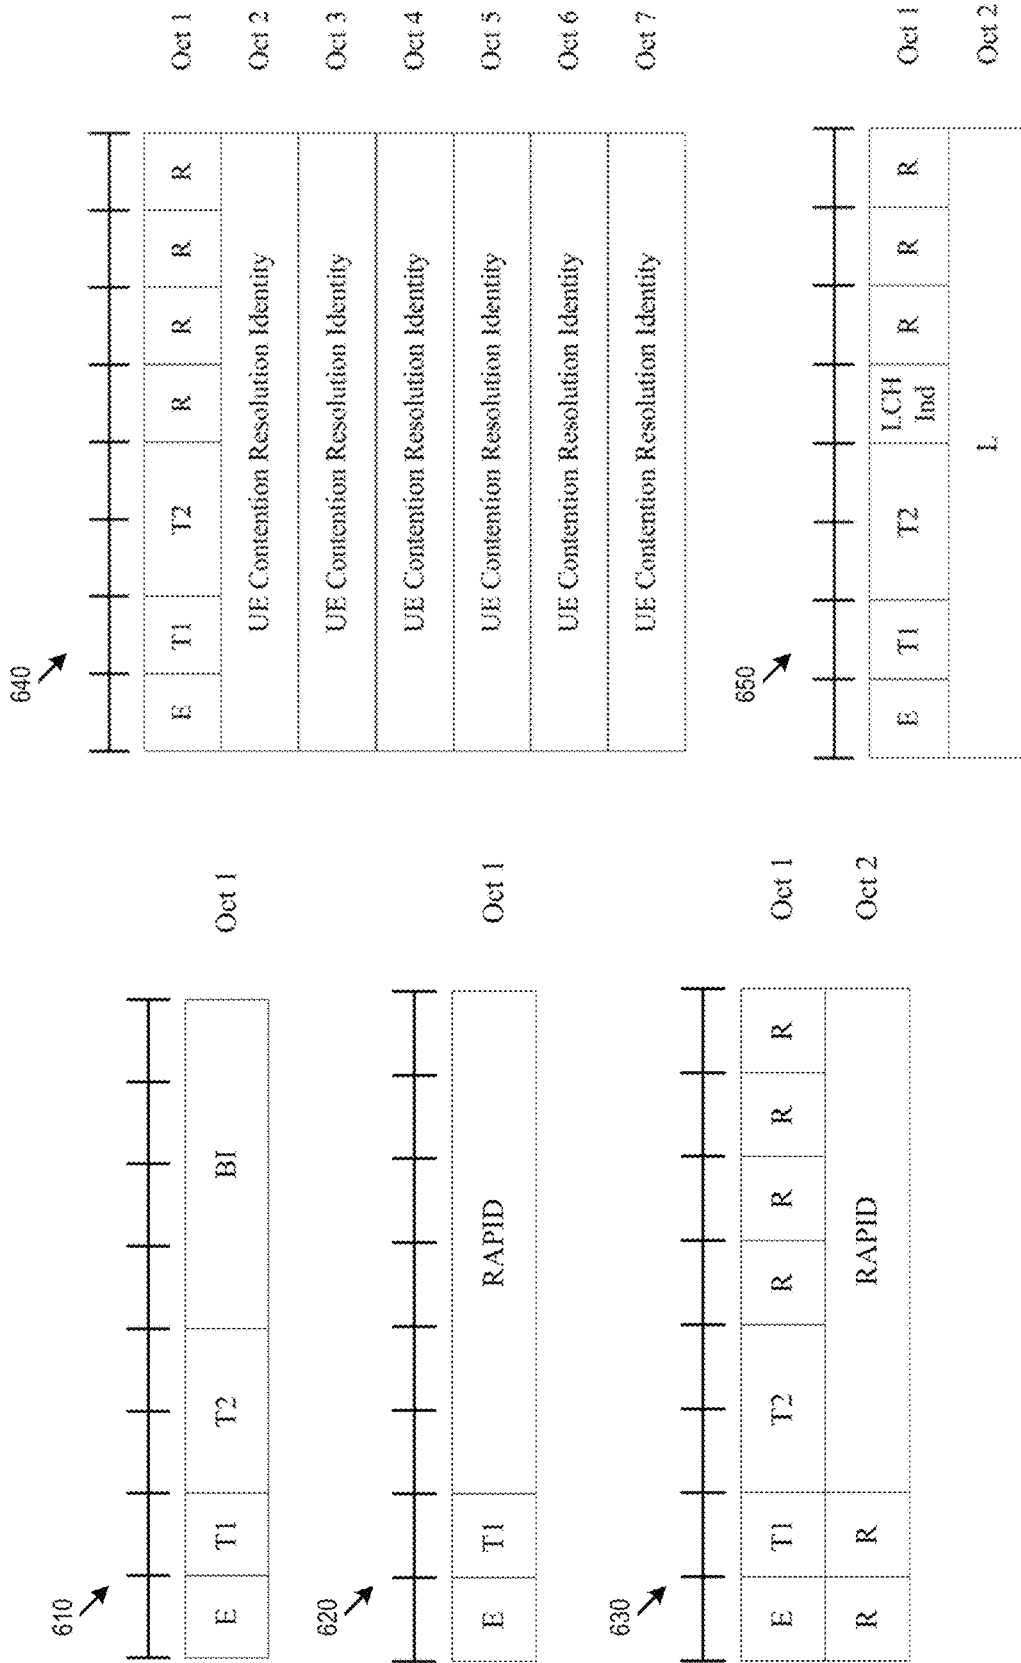 610
E T1 T2 BI Oct 1
620
E T1 RAPID Oct 1
630
E T1 T2 R R R R Oct 1
R R RAPID Oct 2
640
E T1 T2 R R R R Oct 1
UE Contention Resolution Identity Oct 2
UE Contention Resolution Identity Oct 3
UE Contention Resolution Identity Oct 4
UE Contention Resolution Identity Oct 5
UE Contention Resolution Identity Oct 6
UE Contention Resolution Identity Oct 7
650
E T1 T2 LCH Ind R R R Oct 1
L Oct 2